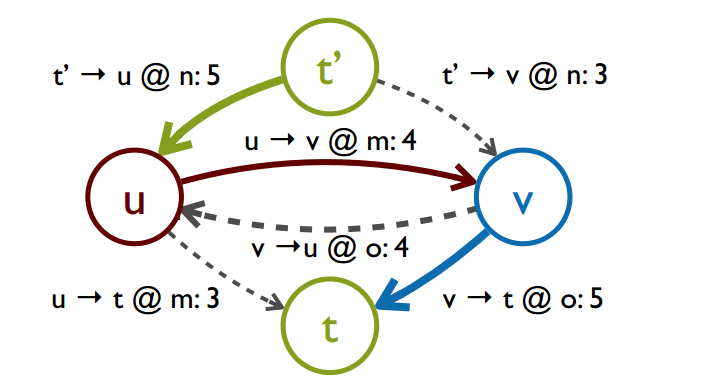 t’
t’ → u @ n: 5
t’ → v @ n: 3
u → v @ m: 4
u
v
v →u @ o: 4
u → t @ m: 3
v → t @ o: 5
t